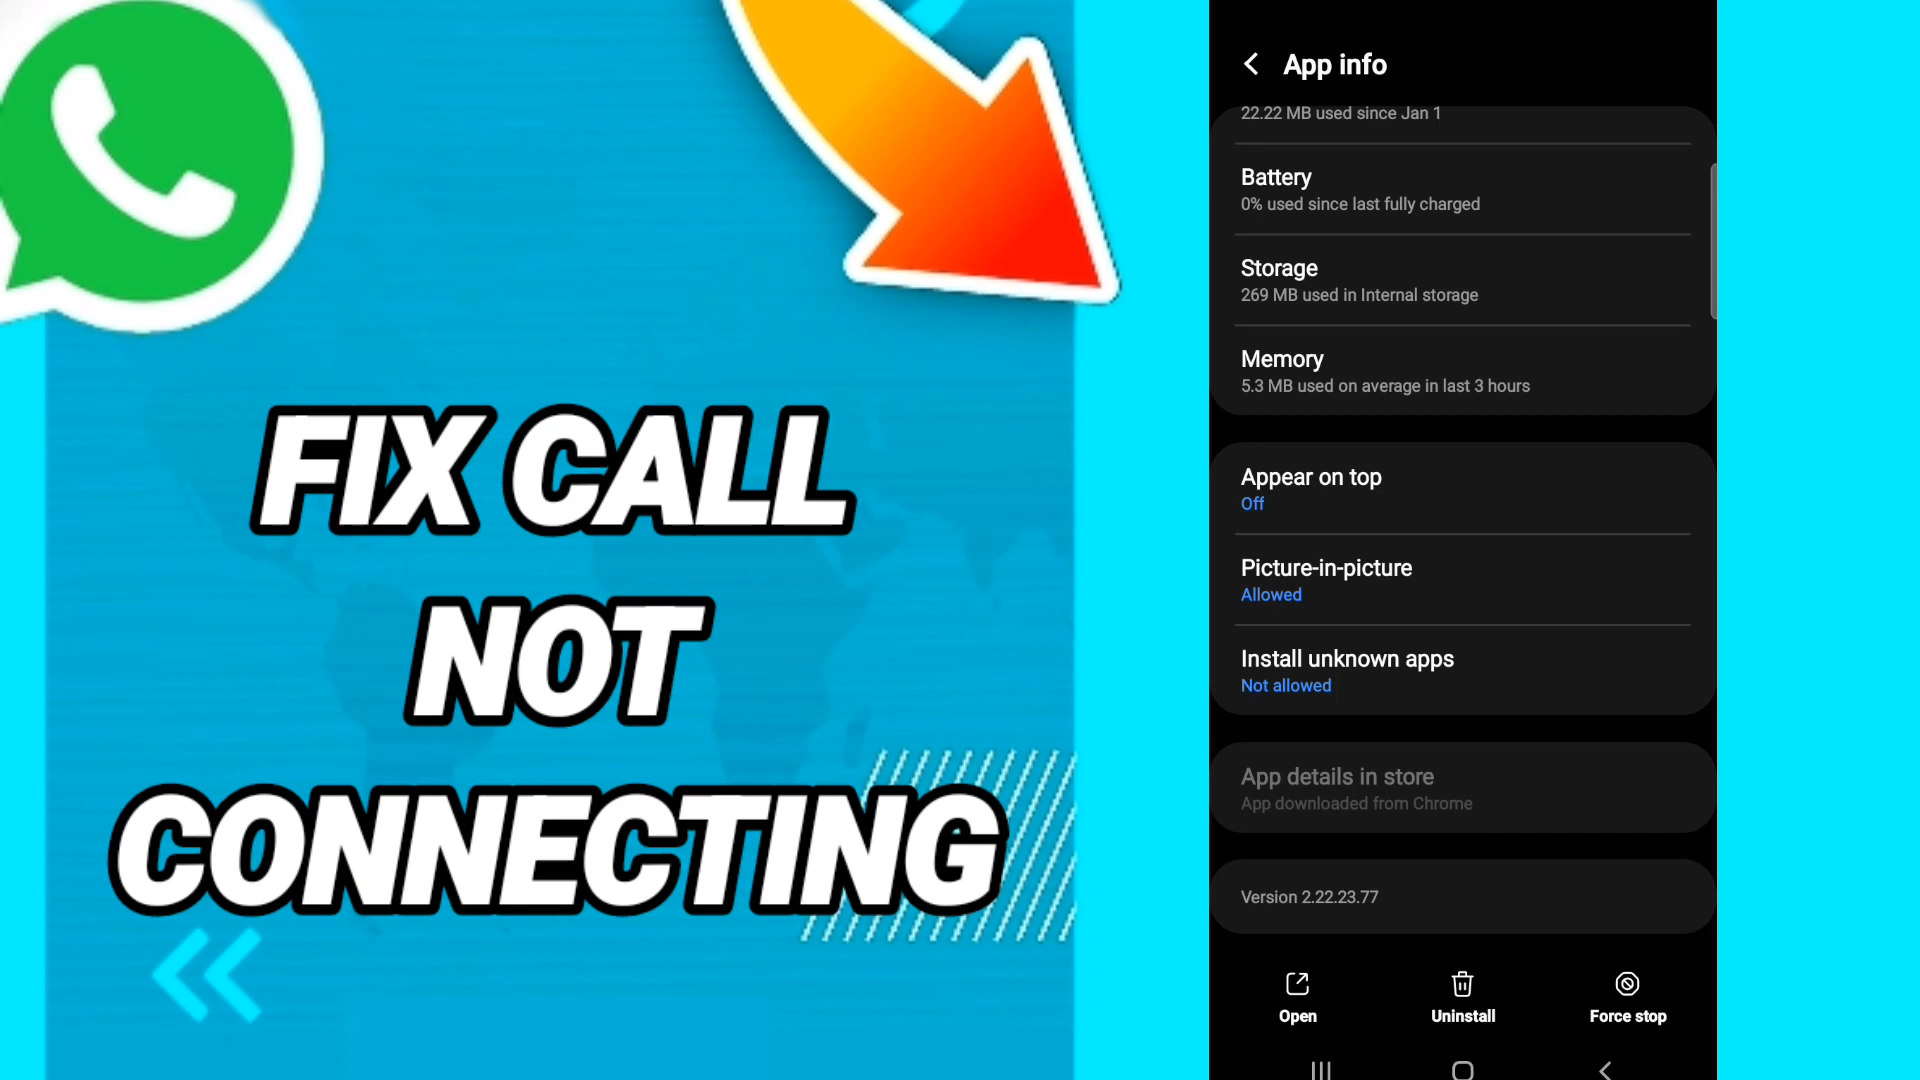 FIX CALL
NOT
CONNECTING
App info
22.22 MB used since Jan 1
Battery
0% used since last fully charged
Storage
269 MB used in Internal storage
Memory
5.3 MB used on average in last 3 hours
Appear on top
Off
Picture-in-picture
Allowed
Install unknown apps
Not allowed
App details in store
App downloaded from Chrome
Version 2.22.23.77
Open
Uninstall
Force stop